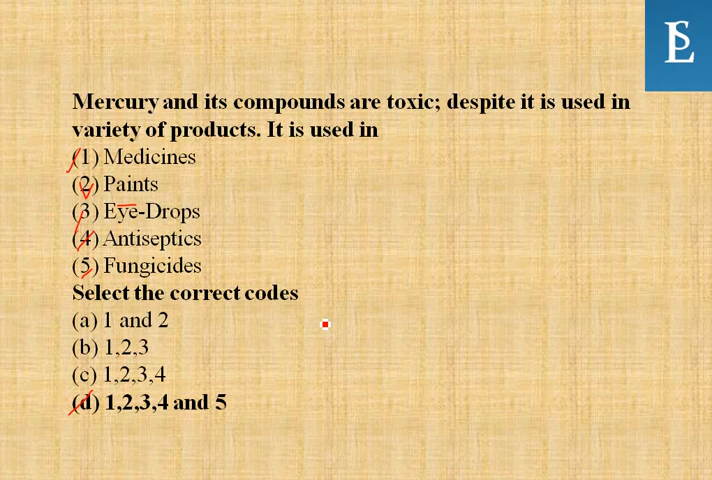 SL
Mercury and its compounds are toxic; despite it is used in
variety of products. It is used in
(1) Medicines
(2) Paints
(3) Eye-Drops
(4) Antiseptics
(5) Fungicides
Select the correct codes
(a) 1 and 2
(b) 1,2,3
(c) 1,2,3,4
(d) 1,2,3,4 and 5